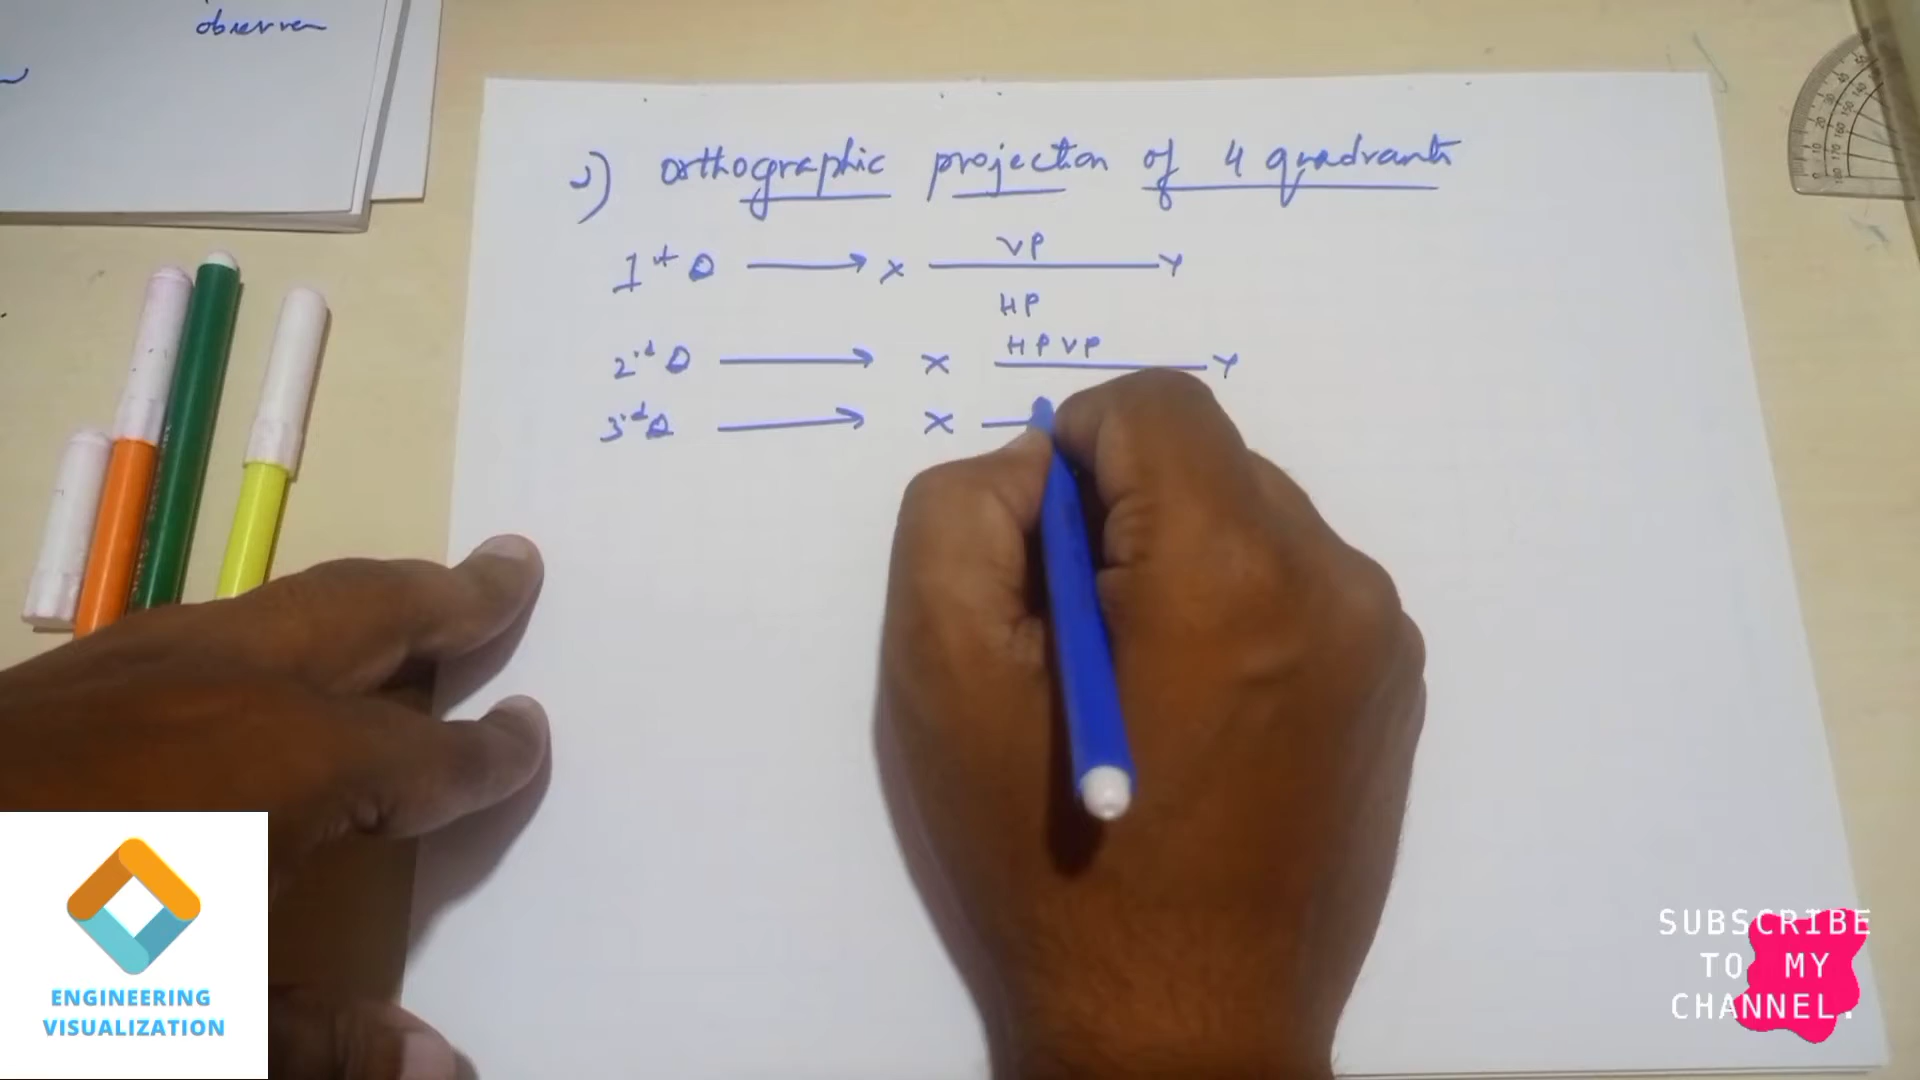 observer
2) orthographic projection of 4 quadrants
1st Q → X VP Y
HP
2nd Q → X HP VP Y
3rd Q → X
ENGINEERING
VISUALIZATION
SUBSCRIBE
TO MY
CHANNEL.